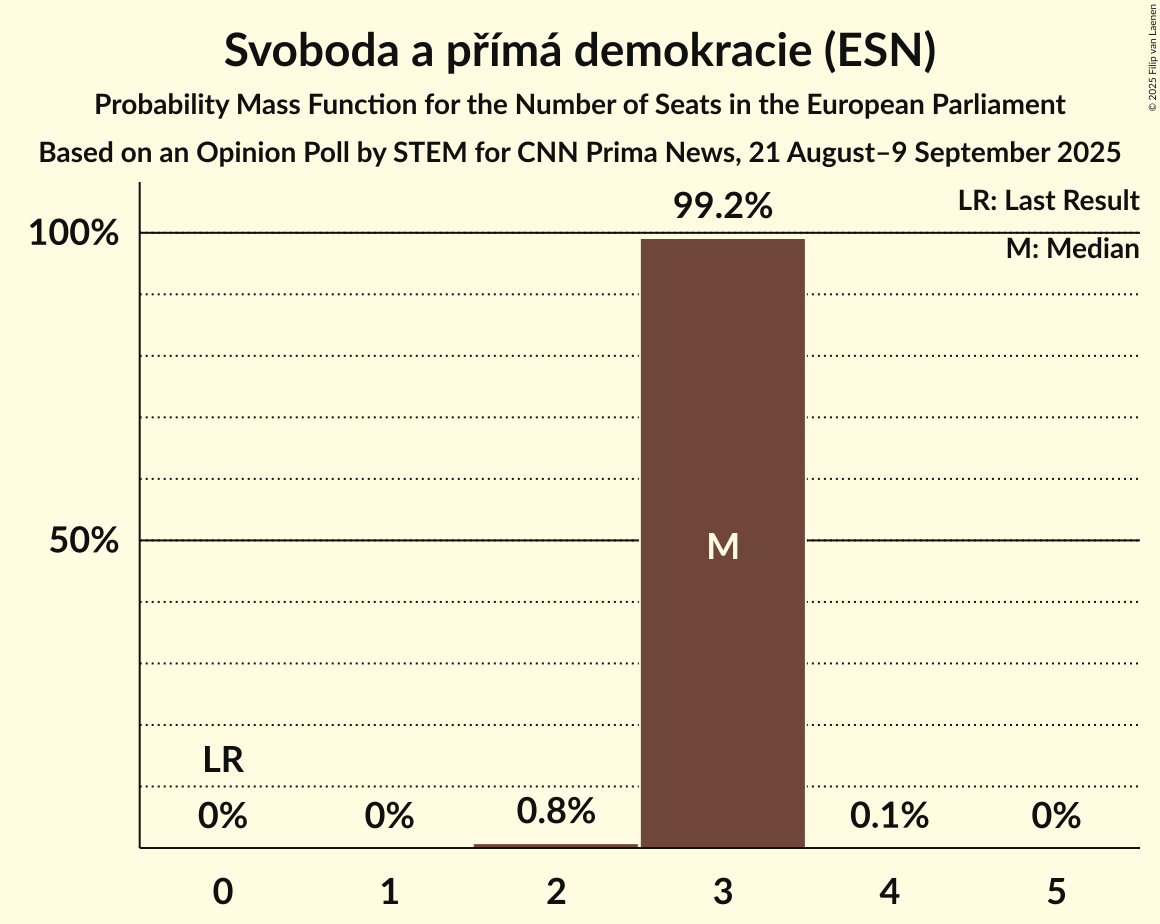 Svoboda a přímá demokracie (ESN)
Probability Mass Function for the Number of Seats in the European Parliament
Based on an Opinion Poll by STEM for CNN Prima News, 21 August–9 September 2025
© 2025 Filip van Laenen
99.2%
LR: Last Result
100%
M: Median
50%
M
LR
0% 0% 0.8% 0.1% 0%
0 1 2 3 4 5